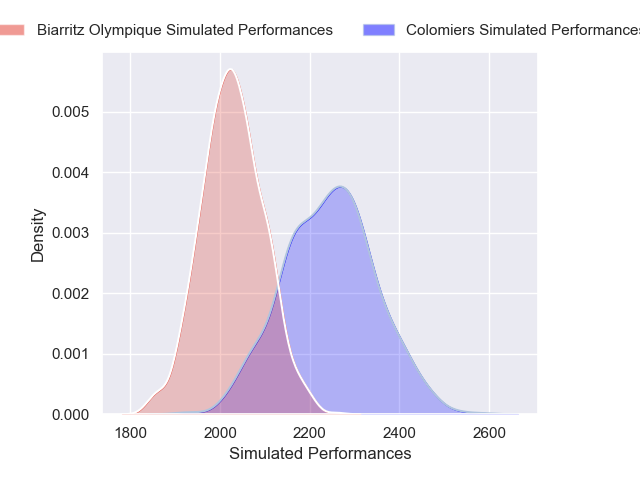 Biarritz Olympique Simulated Performances Colomiers Simulated Performances
0.005
0.004
0.003
0.002
0.001
0.000
Density
1800 2000 2200 2400 2600
Simulated Performances